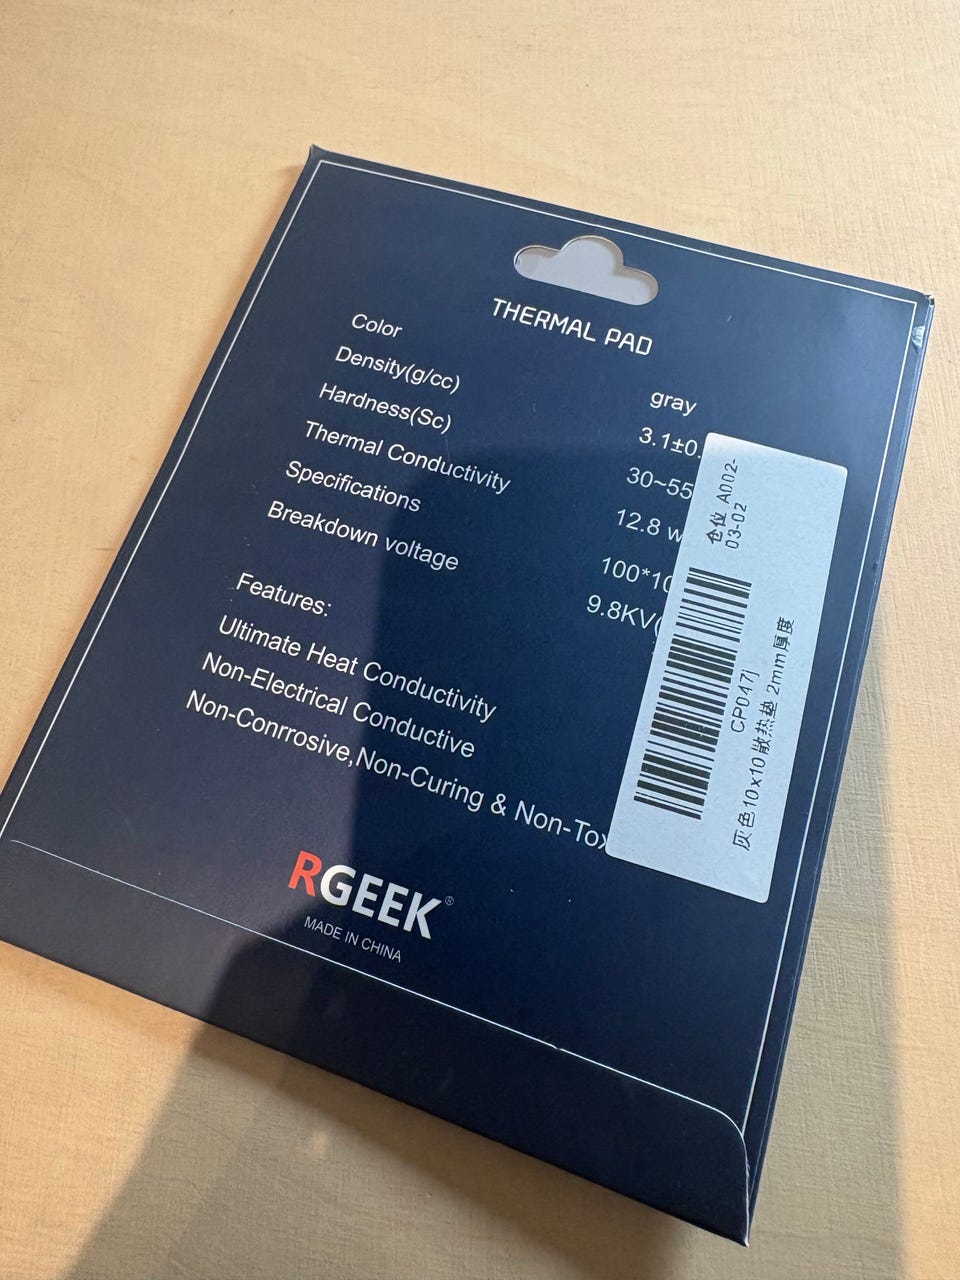 THERMAL PAD
Color gray
Density(g/cc) 3.1±0.
Hardness(Sc) 30~55
Thermal Conductivity 12.8 w
Specifications 100*10
Breakdown voltage 9.8KV(
Features:
Ultimate Heat Conductivity
Non-Electrical Conductive
Non-Conrrosive,Non-Curing & Non-Tox
RGEEK®
MADE IN CHINA
仓位 A002-
03-02
CP047j
灰色10x10散热垫 2mm厚度